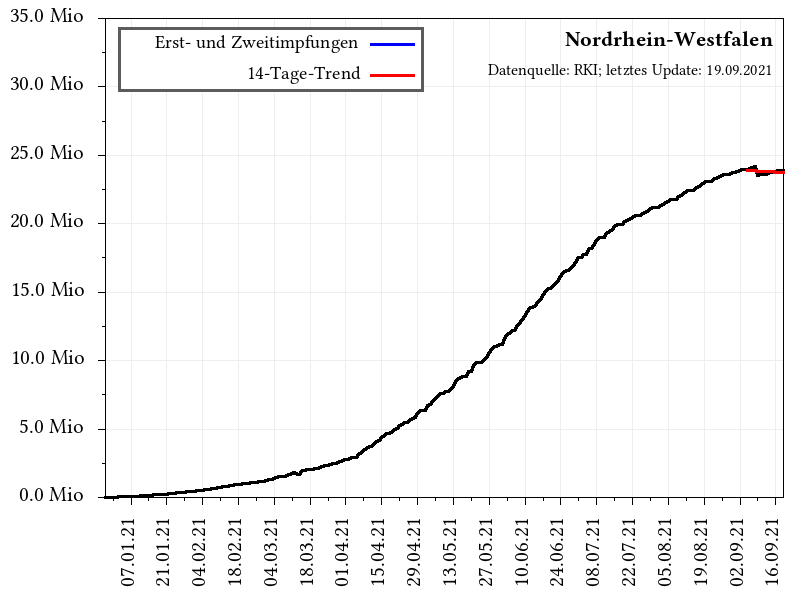 35.0 Mio
30.0 Mio
25.0 Mio
20.0 Mio
15.0 Mio
10.0 Mio
5.0 Mio
0.0 Mio
Erst- und Zweitimpfungen
14-Tage-Trend
Nordrhein-Westfalen
Datenquelle: RKI; letztes Update: 19.09.2021
07.01.21
21.01.21
04.02.21
18.02.21
04.03.21
18.03.21
01.04.21
15.04.21
29.04.21
13.05.21
27.05.21
10.06.21
24.06.21
08.07.21
22.07.21
05.08.21
19.08.21
02.09.21
16.09.21